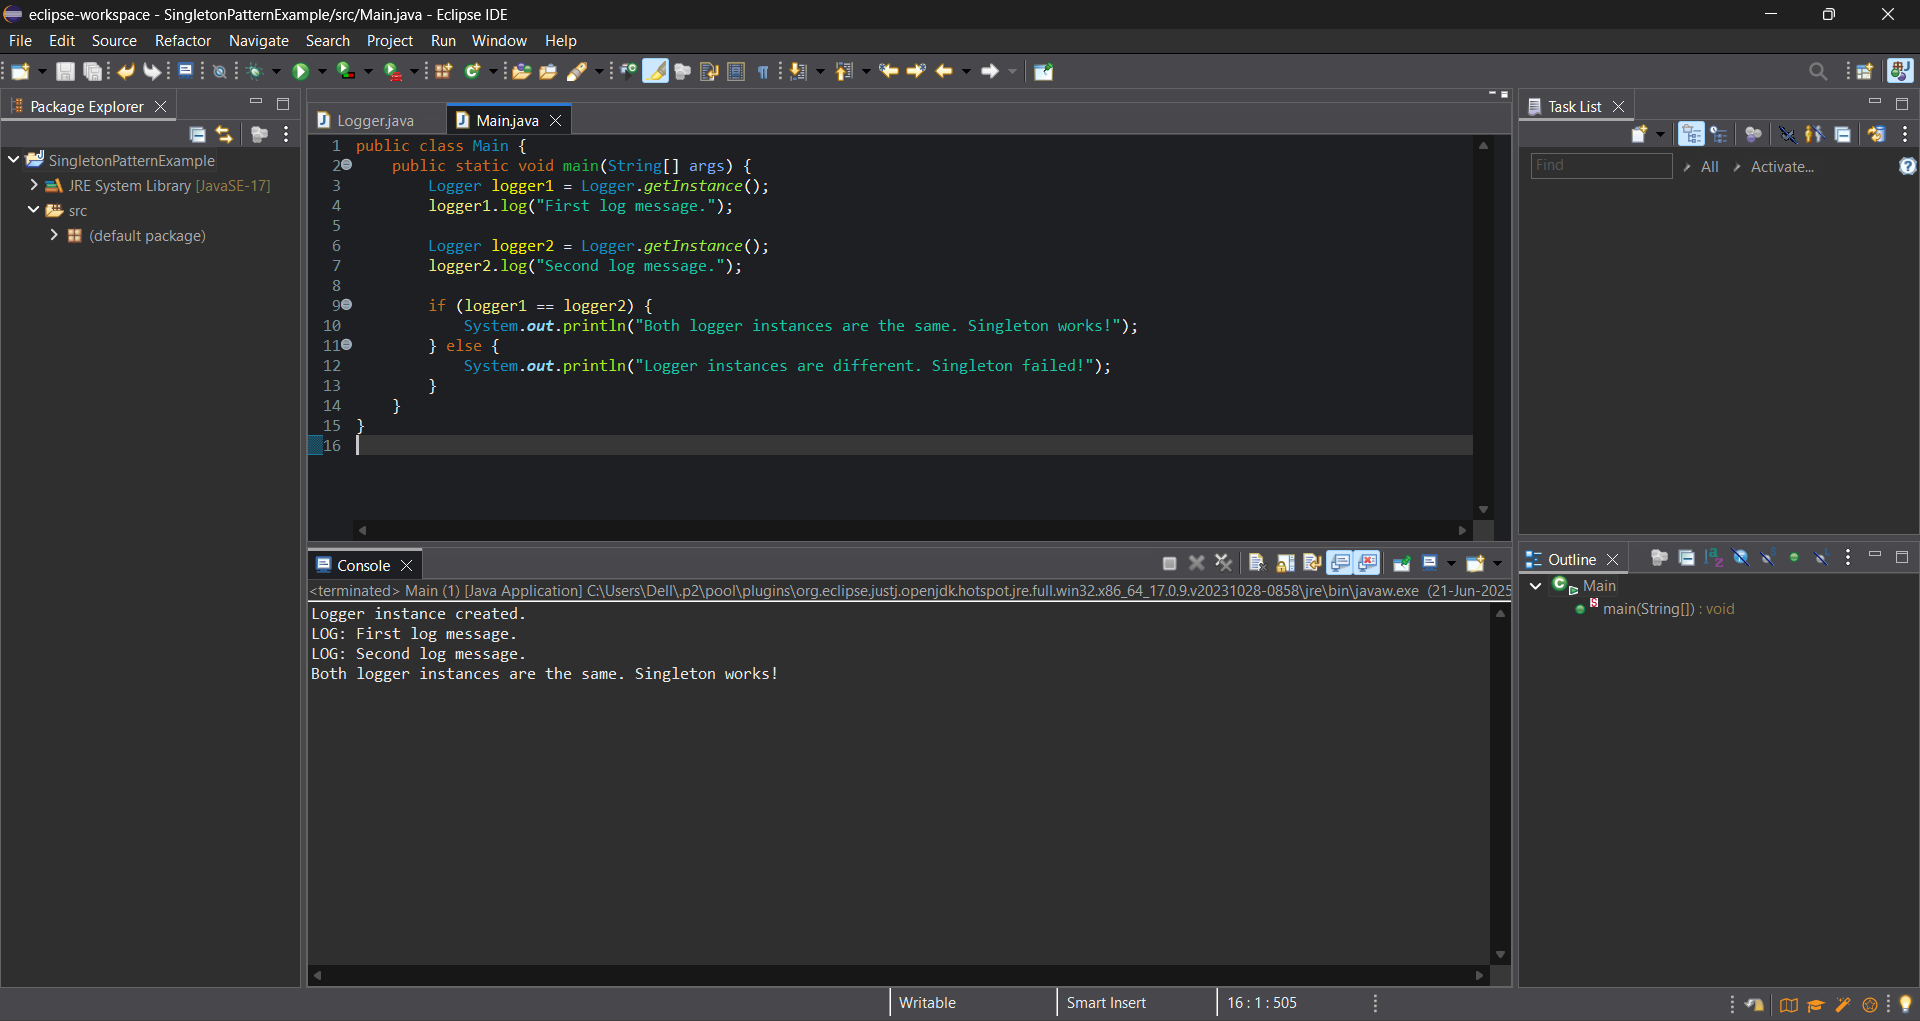 eclipse-workspace - SingletonPatternExample/src/Main.java - Eclipse IDE
File Edit Source Refactor Navigate Search Project Run Window Help
Package Explorer
SingletonPatternExample
JRE System Library [JavaSE-17]
src
(default package)
Logger.java Main.java
1 public class Main {
2 public static void main(String[] args) {
3 Logger logger1 = Logger.getInstance();
4 logger1.log("First log message.");
5
6 Logger logger2 = Logger.getInstance();
7 logger2.log("Second log message.");
8
9 if (logger1 == logger2) {
10 System.out.println("Both logger instances are the same. Singleton works!");
11 } else {
12 System.out.println("Logger instances are different. Singleton failed!");
13 }
14 }
15 }
16
Console
<terminated> Main (1) [Java Application] C:\Users\Dell\.p2\pool\plugins\org.eclipse.justj.openjdk.hotspot.jre.full.win32.x86_64_17.0.9.v20231028-0858\jre\bin\javaw.exe (21-Jun-2025
Logger instance created.
LOG: First log message.
LOG: Second log message.
Both logger instances are the same. Singleton works!
Task List
Find All Activate...
Outline
Main
main(String[]) : void
Writable Smart Insert 16 : 1 : 505